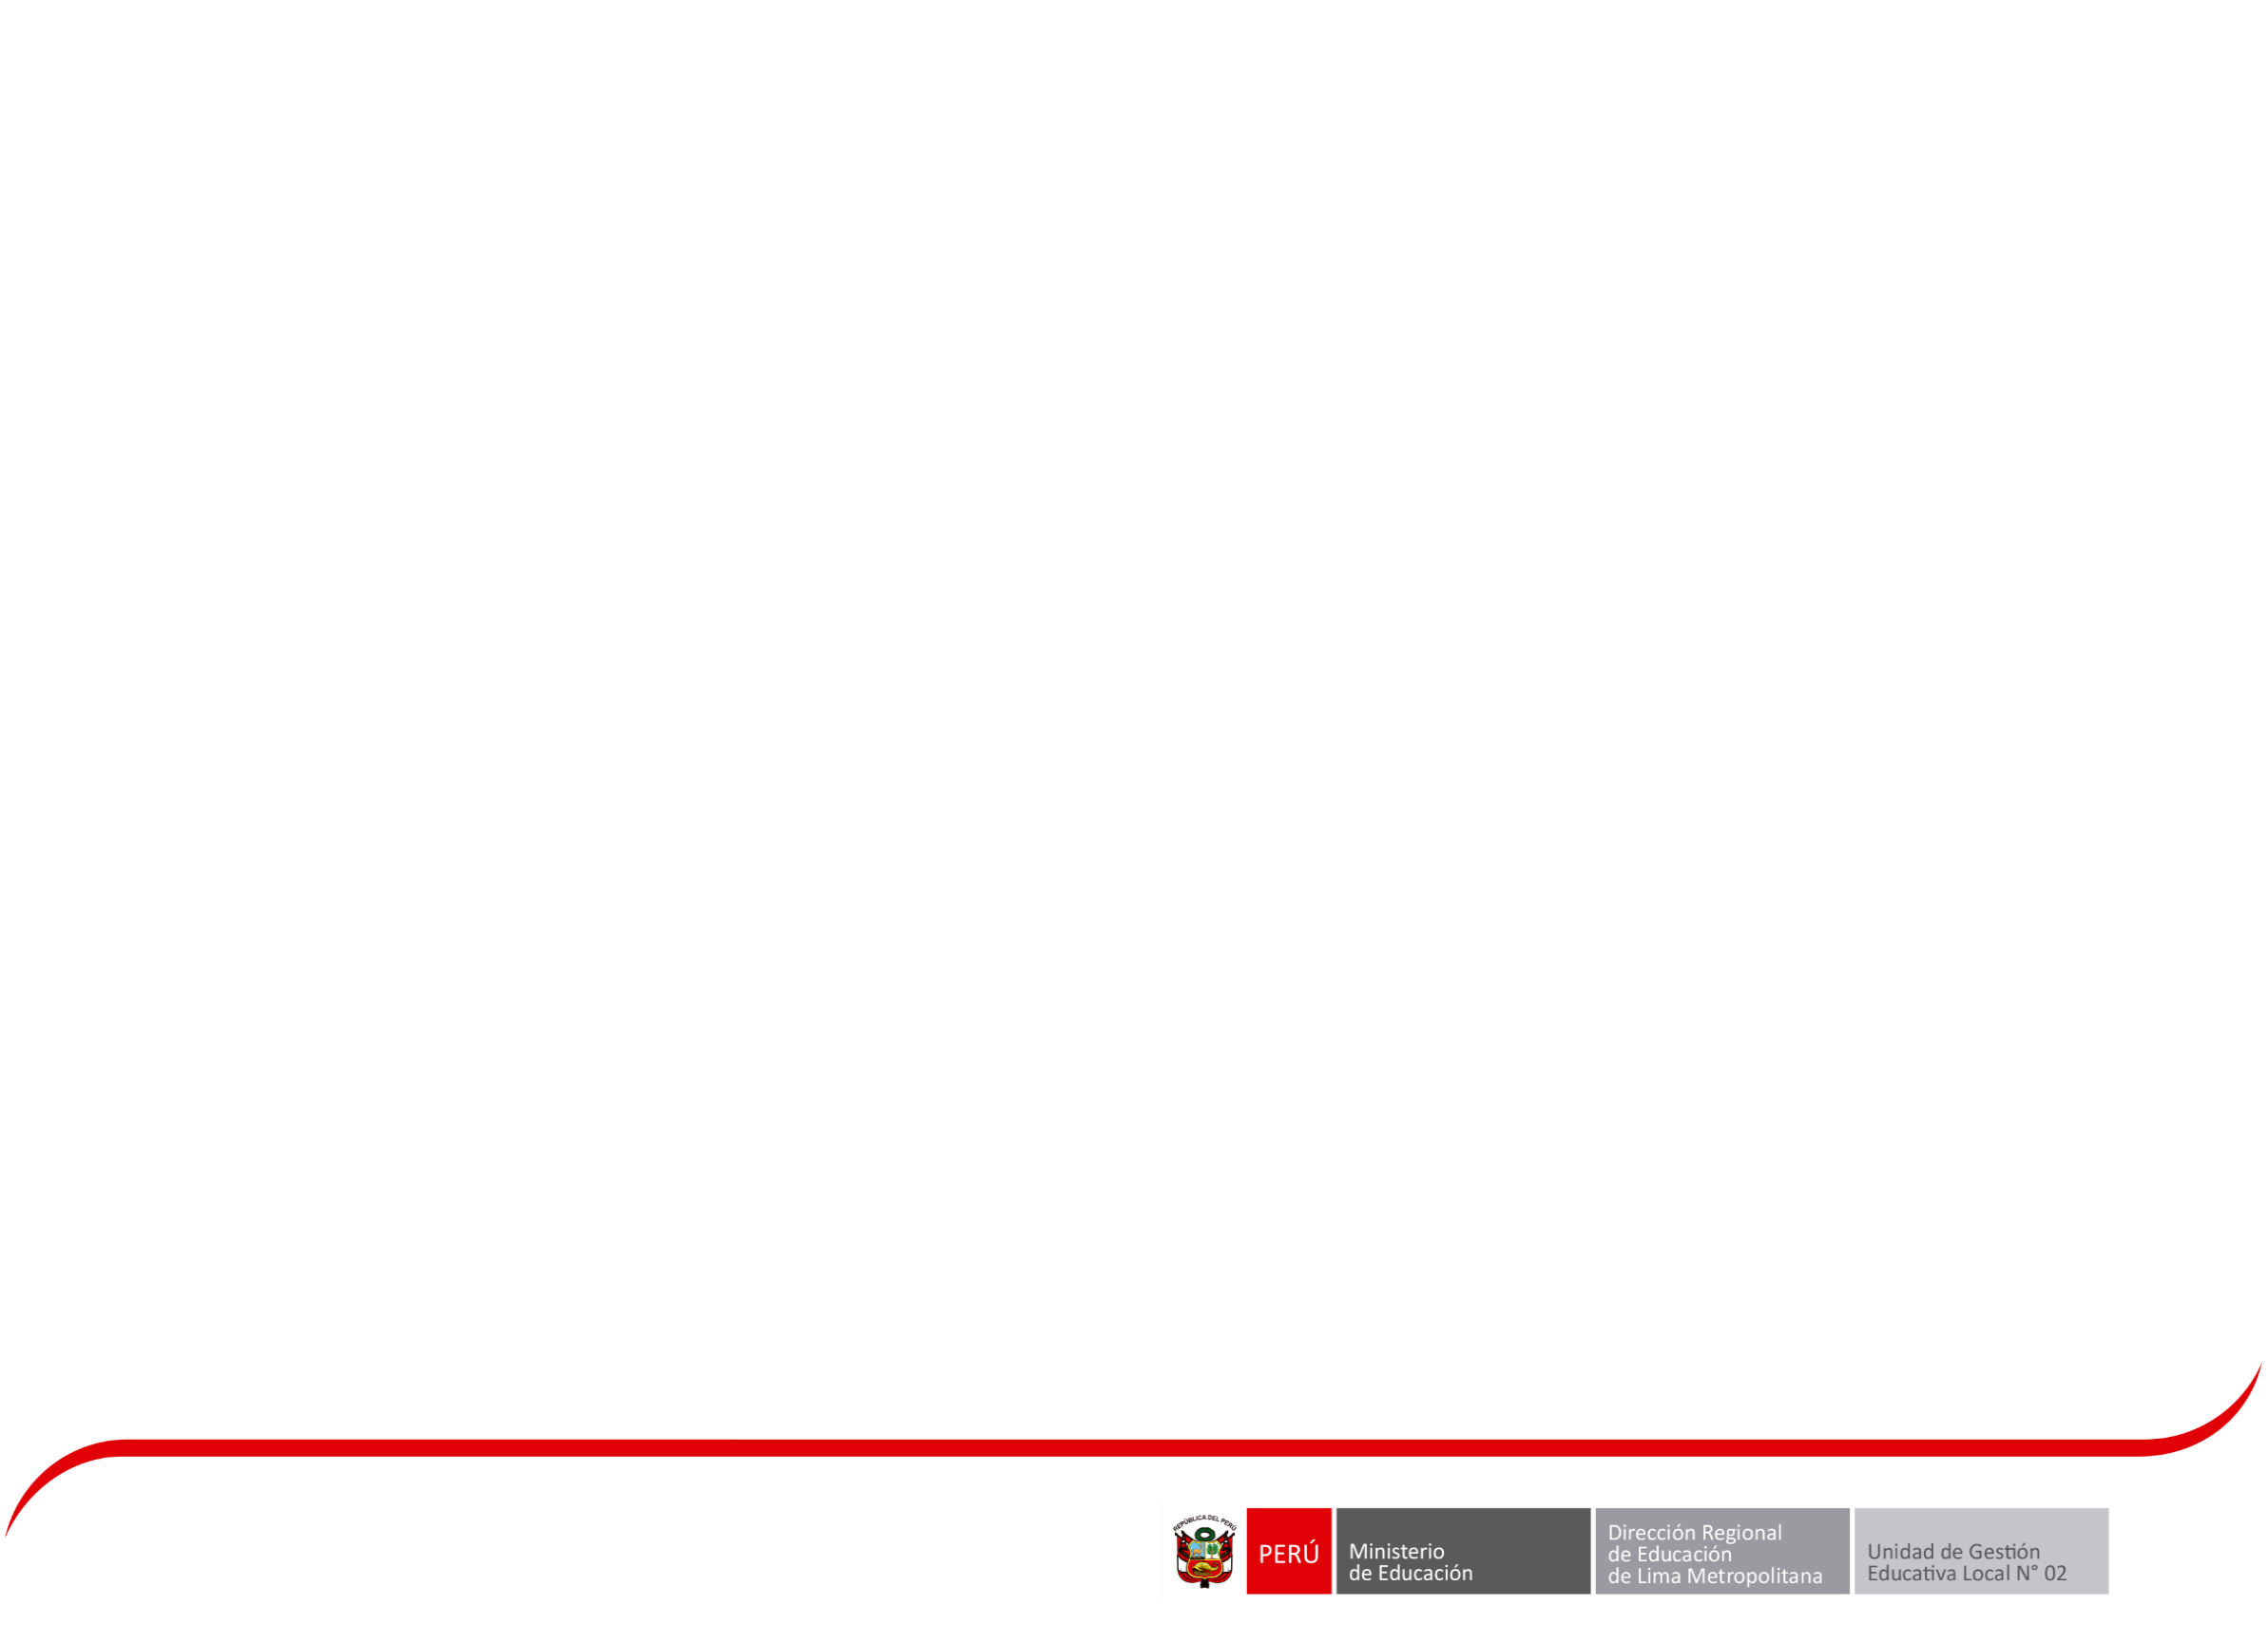 REPÚBLICA DEL PERÚ
PERÚ
Ministerio
de Educación
Dirección Regional
de Educación
de Lima Metropolitana
Unidad de Gestión
Educativa Local N° 02